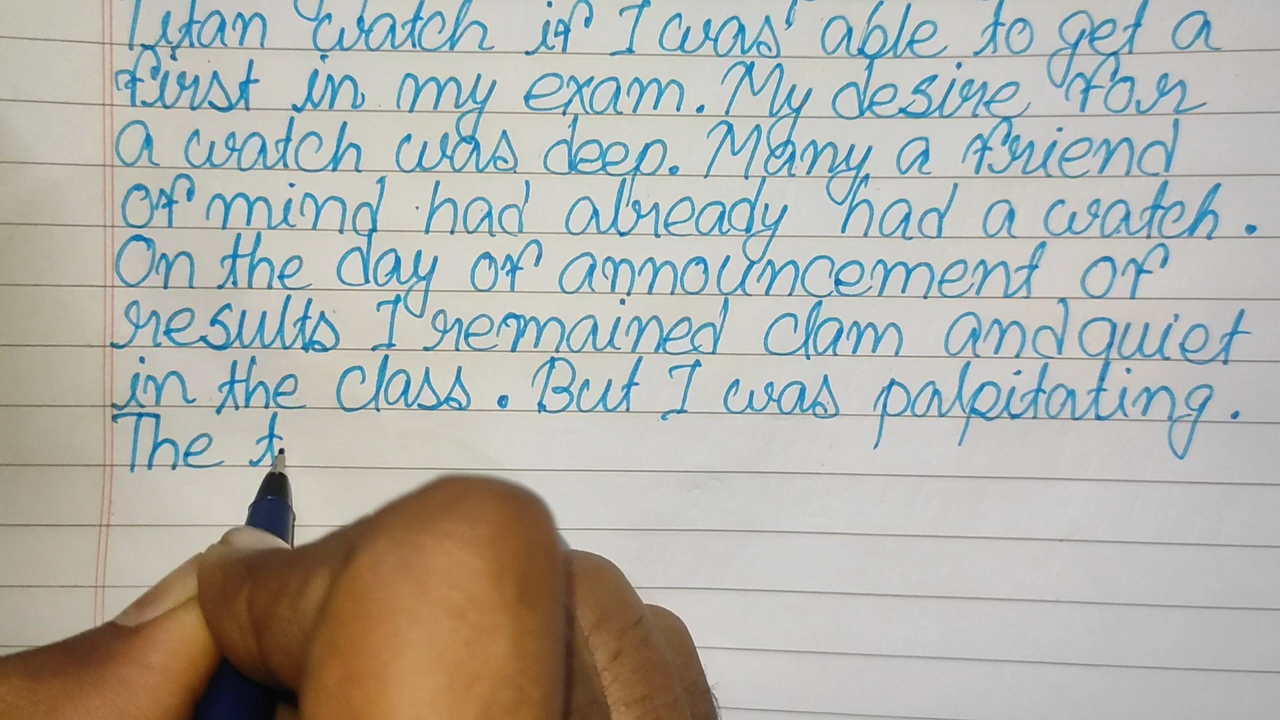 Titan watch if I was able to get a
first in my exam. My desire for
a watch was deep. Many a friend
of mind had already had a watch.
On the day of announcement of
results I remained clam and quiet
in the class. But I was palpitating.
The t